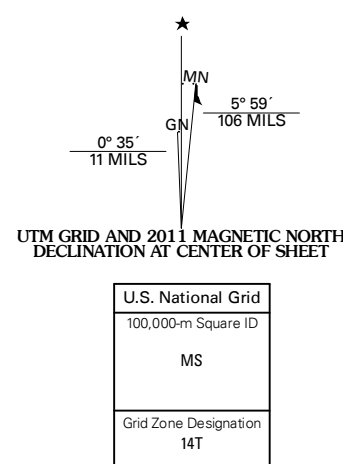 MN
GN
5° 59´
106 MILS
0° 35´
11 MILS
UTM GRID AND 2011 MAGNETIC NORTH
DECLINATION AT CENTER OF SHEET
U.S. National Grid
100,000-m Square ID
MS
Grid Zone Designation
14T